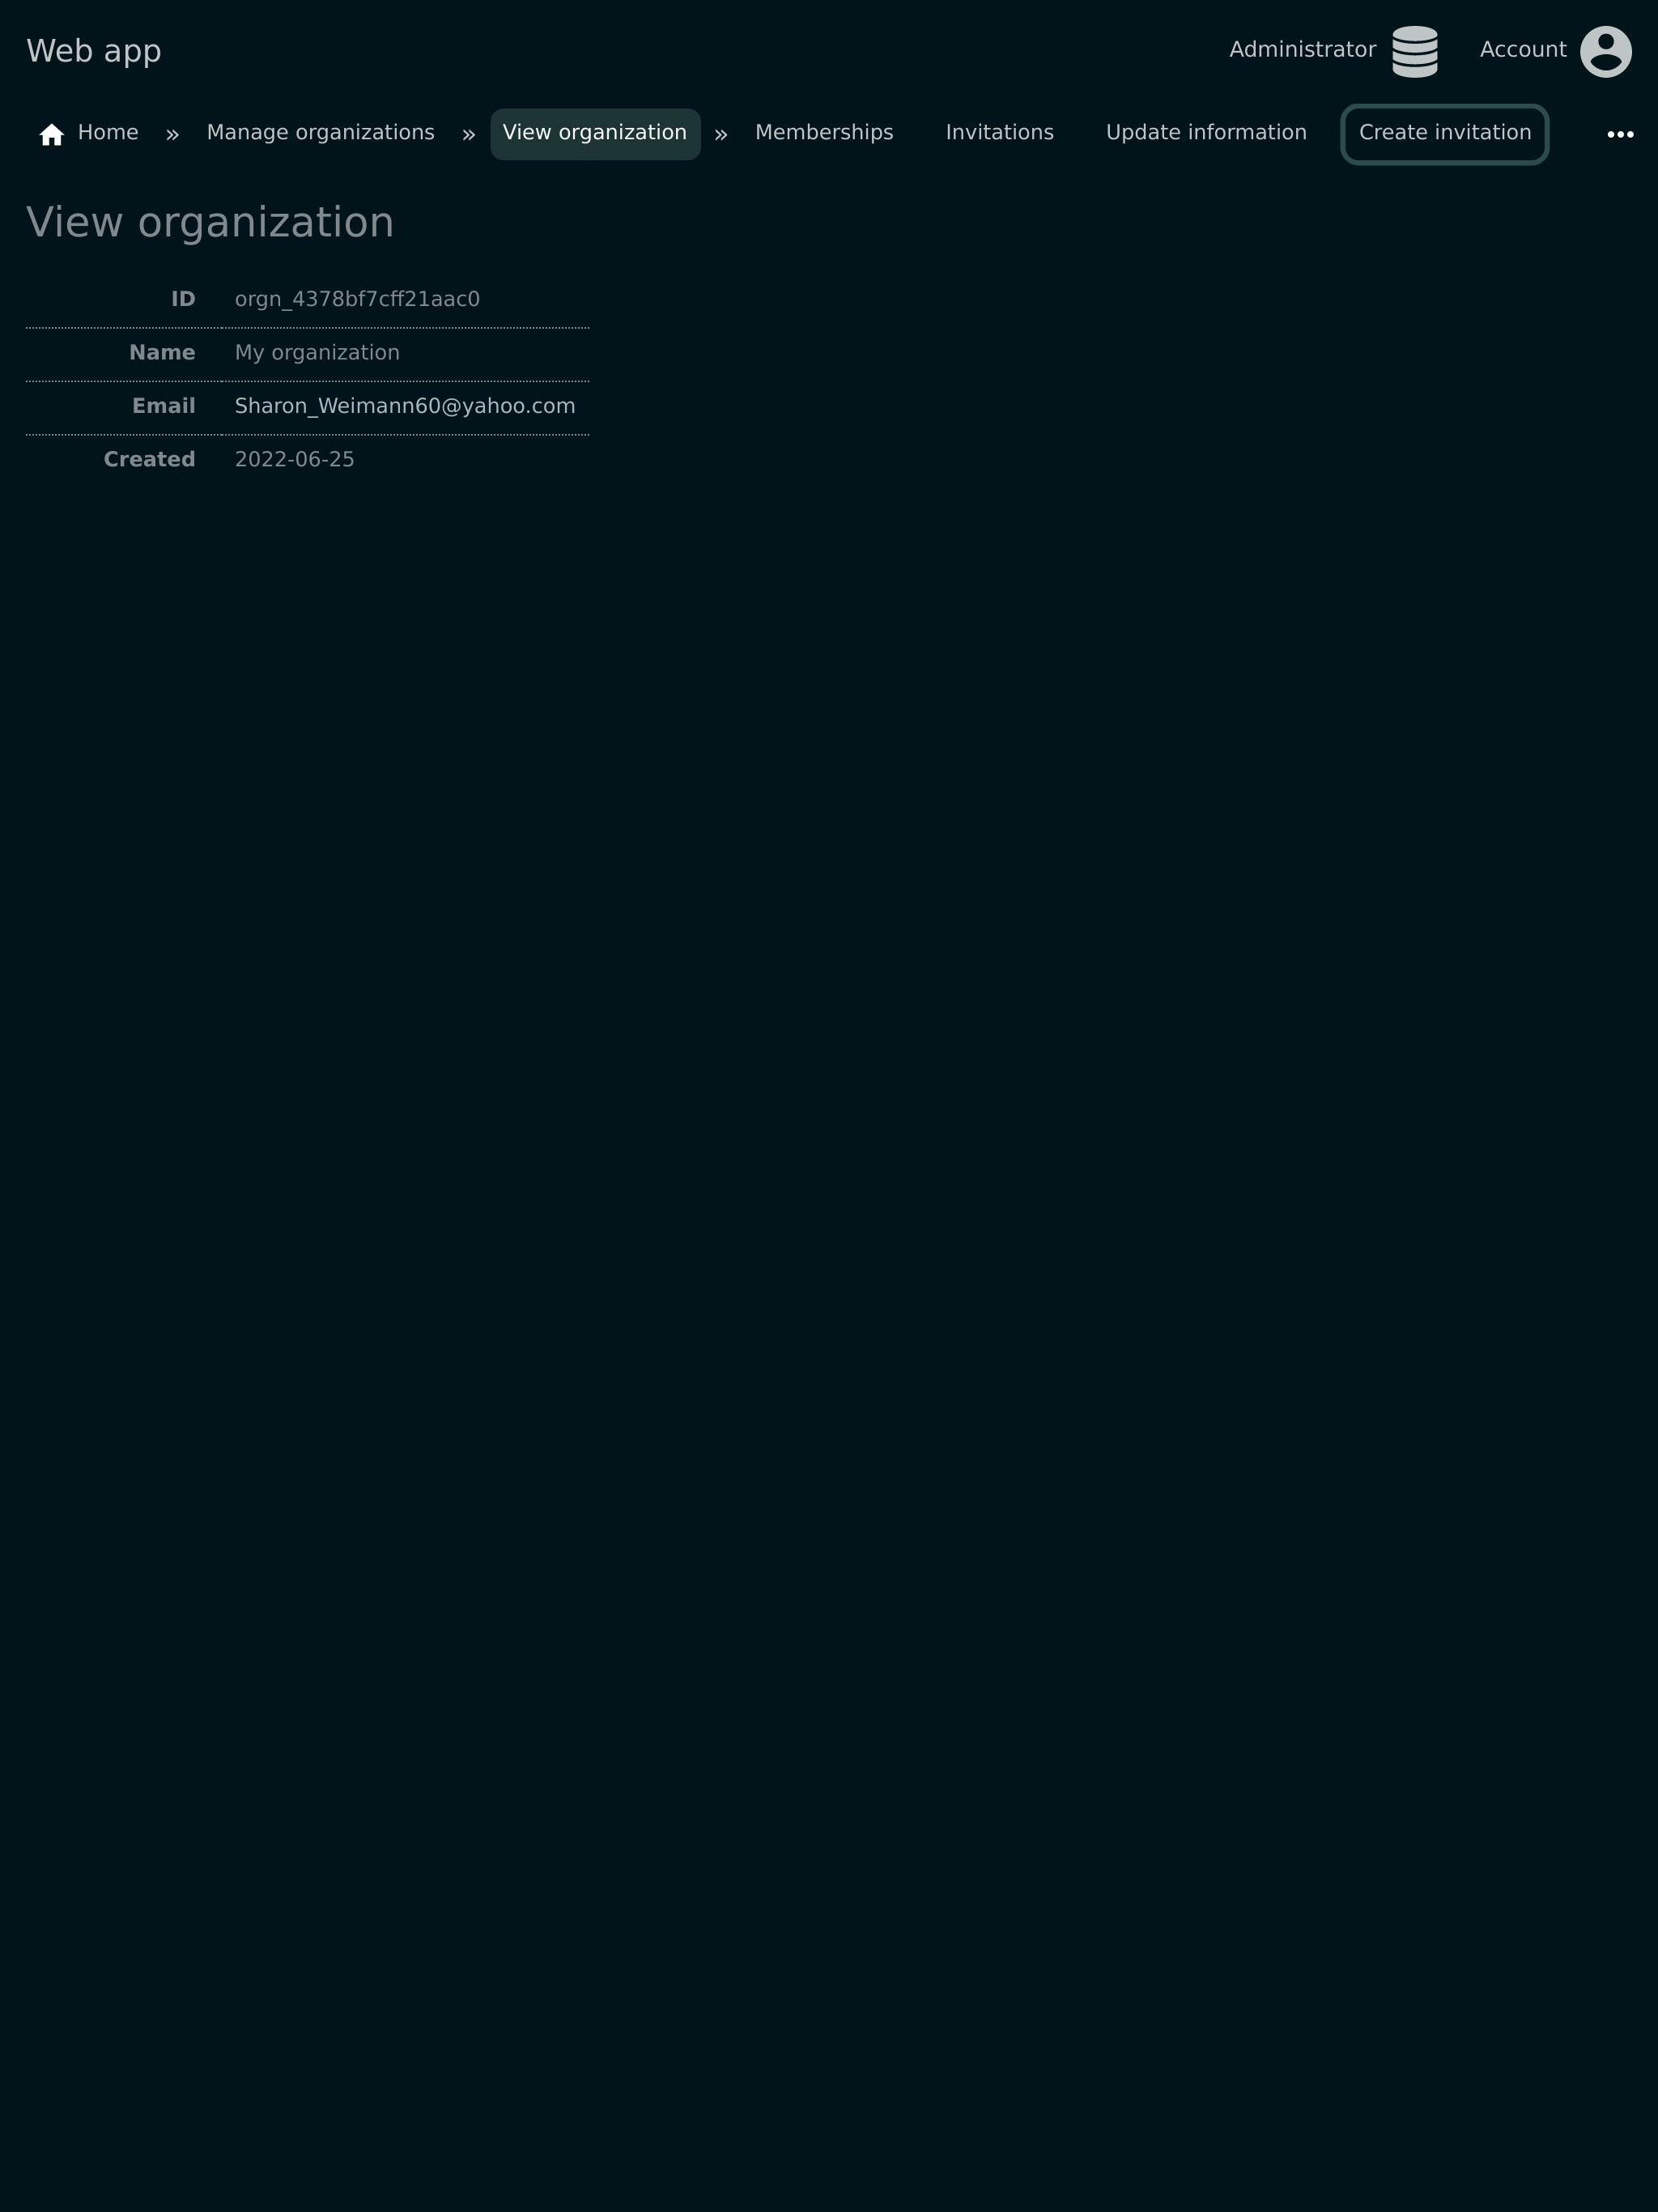 Web app
Administrator
Account
Home » Manage organizations » View organization » Memberships Invitations Update information Create invitation
View organization
ID orgn_4378bf7cff21aac0
Name My organization
Email Sharon_Weimann60@yahoo.com
Created 2022-06-25